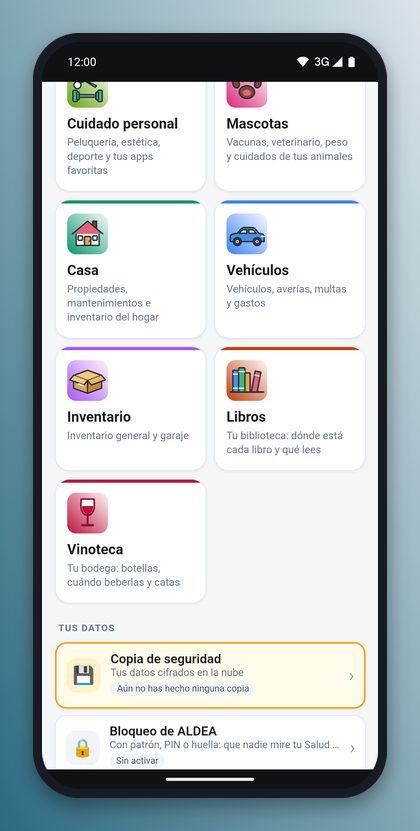 12:00
3G
Cuidado personal
Peluquería, estética,
deporte y tus apps
favoritas
Mascotas
Vacunas, veterinario, peso
y cuidados de tus animales
Casa
Propiedades,
mantenimientos e
inventario del hogar
Vehículos
Vehículos, averías, multas
y gastos
Inventario
Inventario general y garaje
Libros
Tu biblioteca: dónde está
cada libro y qué lees
Vinoteca
Tu bodega: botellas,
cuándo beberlas y catas
TUS DATOS
Copia de seguridad
Tus datos cifrados en la nube
Aún no has hecho ninguna copia
Bloqueo de ALDEA
Con patrón, PIN o huella: que nadie mire tu Salud ...
Sin activar